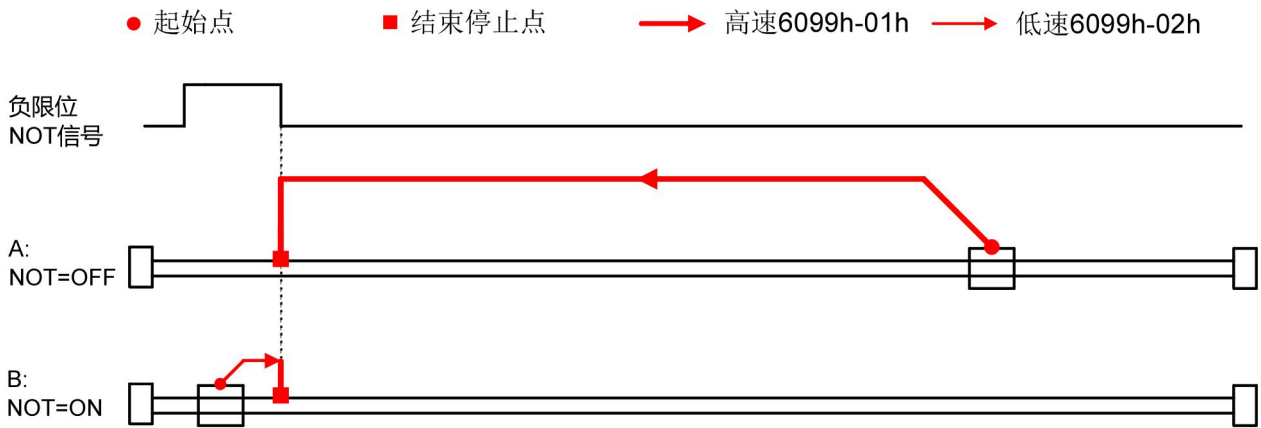 起始点
结束停止点
高速6099h-01h
低速6099h-02h
负限位
NOT信号
A:
NOT=OFF
B:
NOT=ON